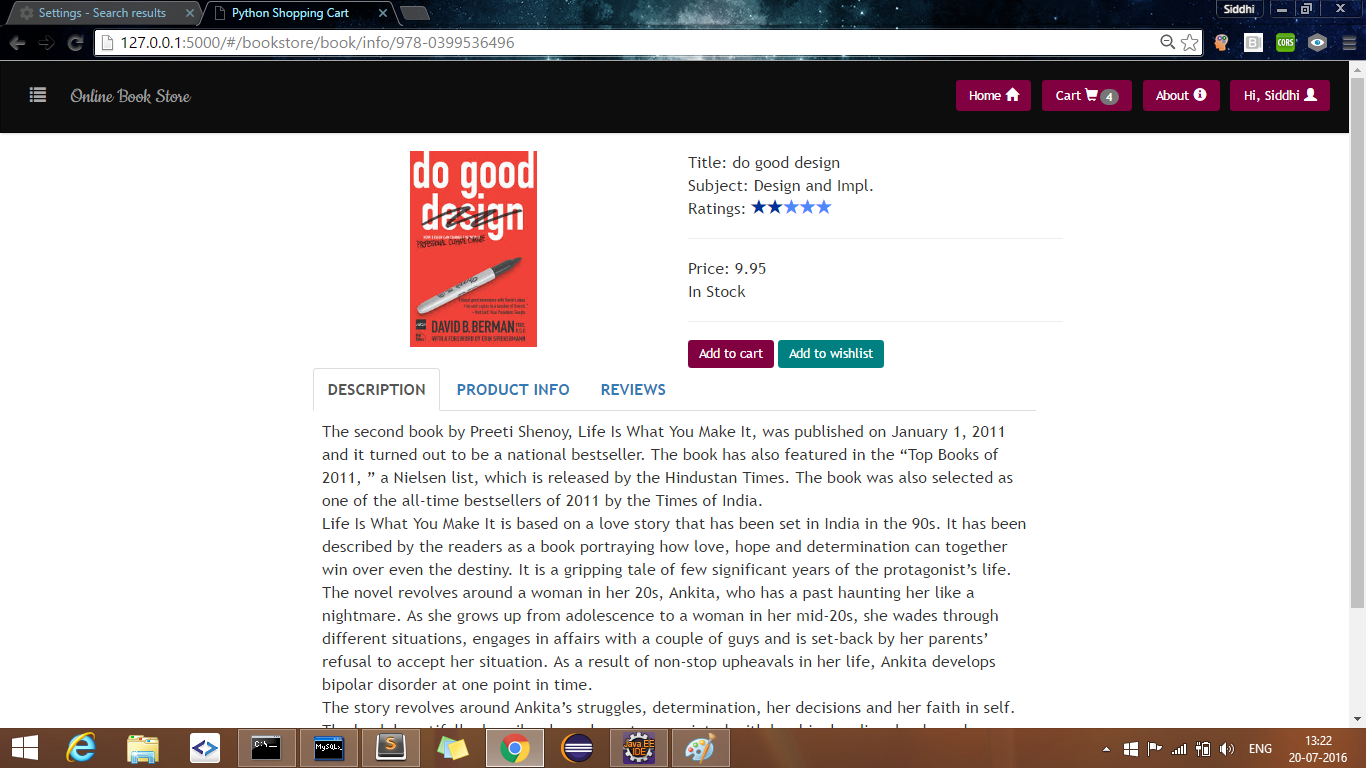 Settings - Search results
Python Shopping Cart
Siddhi
127.0.0.1:5000/#/bookstore/book/info/978-0399536496
CORS
Online Book Store
Home
Cart 4
About
Hi, Siddhi
do good
design
DAVID B. BERMAN
Title: do good design
Subject: Design and Impl.
Ratings:
Price: 9.95
In Stock
Add to cart
Add to wishlist
DESCRIPTION
PRODUCT INFO
REVIEWS
The second book by Preeti Shenoy, Life Is What You Make It, was published on January 1, 2011
and it turned out to be a national bestseller. The book has also featured in the “Top Books of
2011, ” a Nielsen list, which is released by the Hindustan Times. The book was also selected as
one of the all-time bestsellers of 2011 by the Times of India.
Life Is What You Make It is based on a love story that has been set in India in the 90s. It has been
described by the readers as a book portraying how love, hope and determination can together
win over even the destiny. It is a gripping tale of few significant years of the protagonist’s life.
The novel revolves around a woman in her 20s, Ankita, who has a past haunting her like a
nightmare. As she grows up from adolescence to a woman in her mid-20s, she wades through
different situations, engages in affairs with a couple of guys and is set-back by her parents’
refusal to accept her situation. As a result of non-stop upheavals in her life, Ankita develops
bipolar disorder at one point in time.
The story revolves around Ankita’s struggles, determination, her decisions and her faith in self.
C:\
MySQL
Java EE
IDE
ENG
13:22
20-07-2016